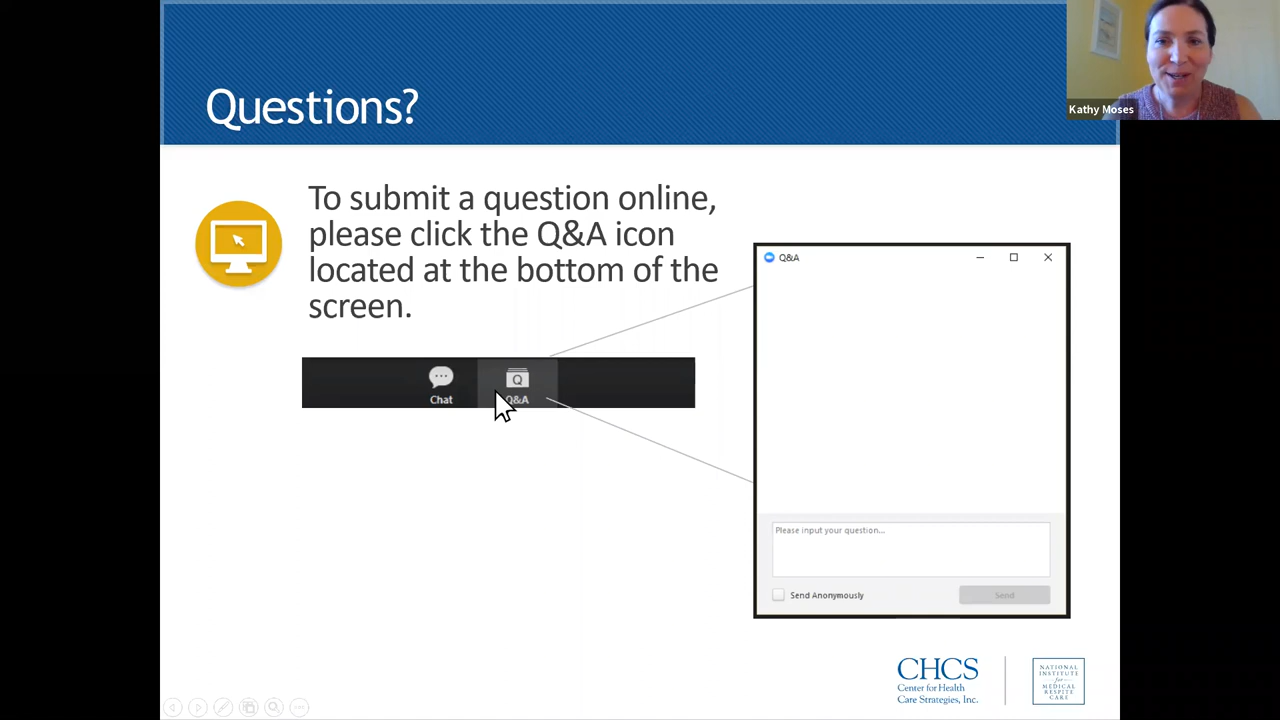 Questions?
Kathy Moses
To submit a question online,
please click the Q&A icon
located at the bottom of the
screen.
Chat
Q&A
Q&A
Please input your question...
Send Anonymously
Send
CHCS
Center for Health
Care Strategies, Inc.
NATIONAL
INSTITUTE
for
MEDICAL
RESPITE
CARE